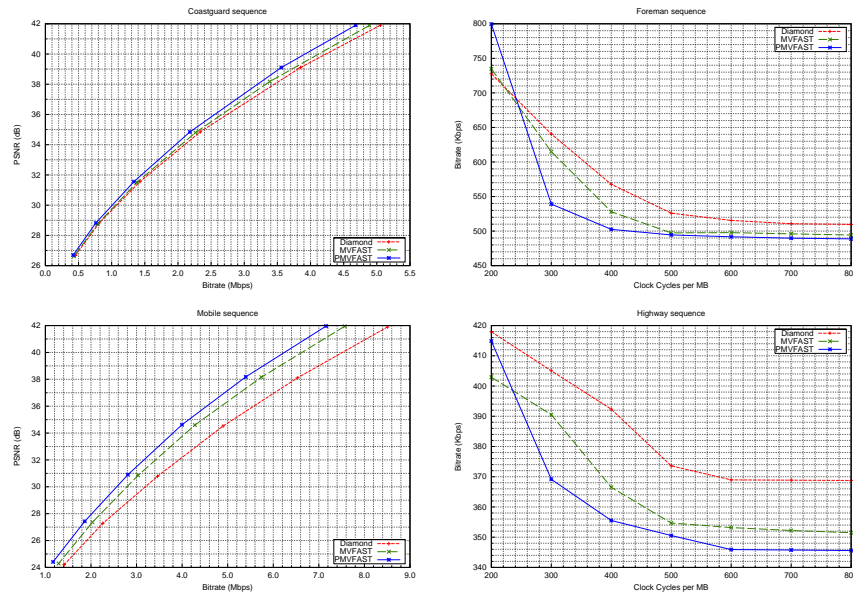 Coastguard sequence
PSNR (dB)
42
40
38
36
34
32
30
28
26
0.0 0.5 1.0 1.5 2.0 2.5 3.0 3.5 4.0 4.5 5.0 5.5
Bitrate (Mbps)
Diamond
MVFAST
PMVFAST
Foreman sequence
Bitrate (Kbps)
800
750
700
650
600
550
500
450
200 300 400 500 600 700 80
Clock Cycles per MB
Diamond
MVFAST
PMVFAST
Mobile sequence
PSNR (dB)
42
40
38
36
34
32
30
28
26
24
1.0 2.0 3.0 4.0 5.0 6.0 7.0 8.0 9.0
Bitrate (Mbps)
Diamond
MVFAST
PMVFAST
Highway sequence
Bitrate (Kbps)
420
410
400
390
380
370
360
350
340
200 300 400 500 600 700 80
Clock Cycles per MB
Diamond
MVFAST
PMVFAST